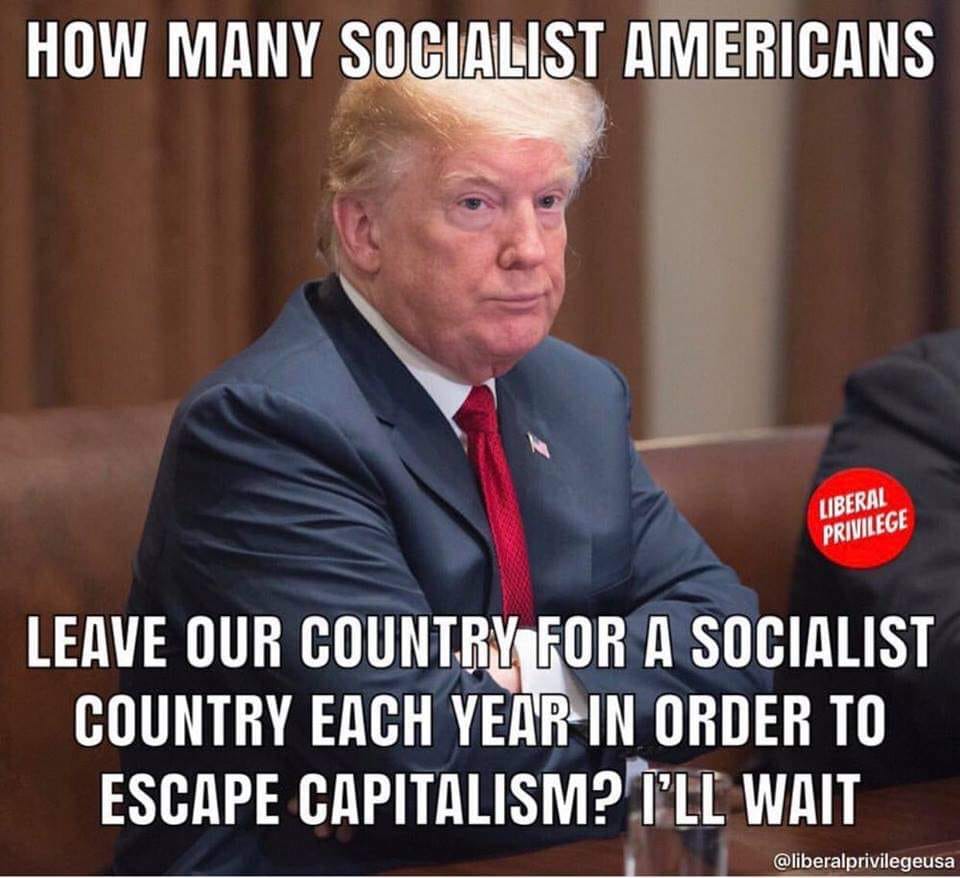 HOW MANY SOCIALIST AMERICANS
LIBERAL
PRIVILEGE
LEAVE OUR COUNTRY FOR A SOCIALIST
COUNTRY EACH YEAR IN ORDER TO
ESCAPE CAPITALISM? I'LL WAIT
@liberalprivilegeusa